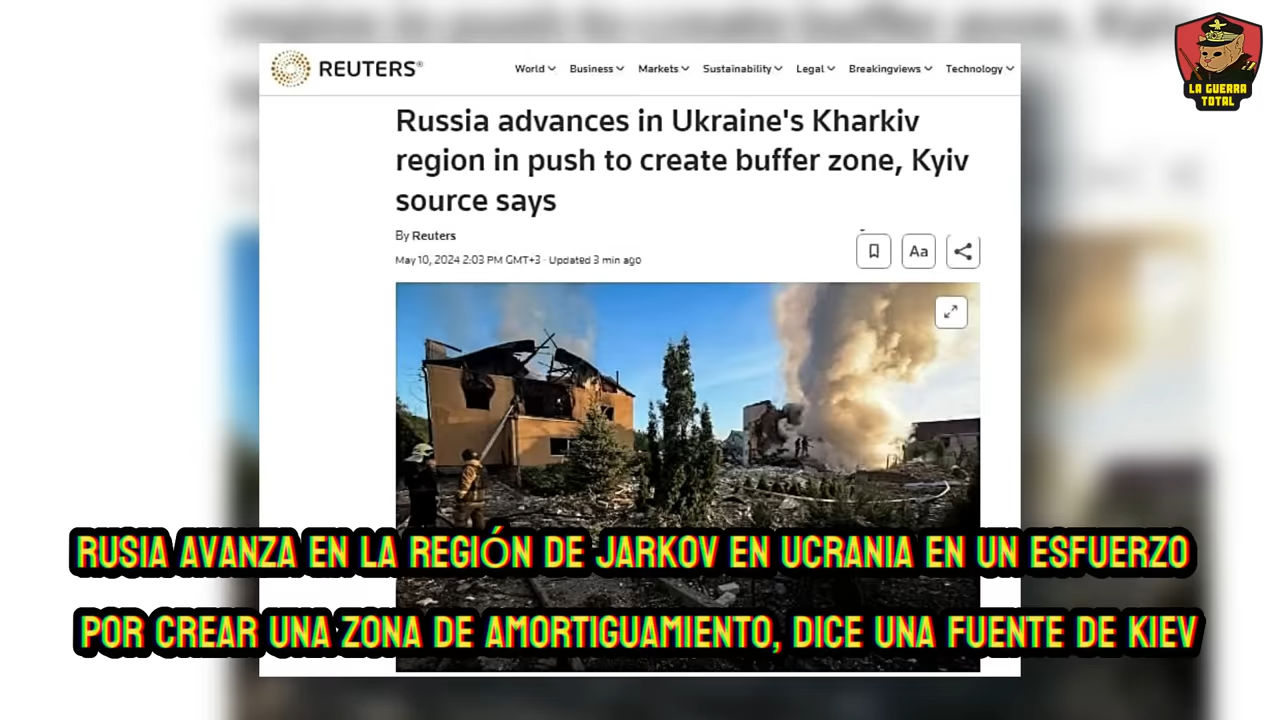 REUTERS®
World Business Markets Sustainability Legal Breakingviews Technology
Russia advances in Ukraine's Kharkiv
region in push to create buffer zone, Kyiv
source says
By Reuters
May 10, 2024 2:03 PM GMT+3 · Updated 3 min ago
Aa
LA GUERRA
TOTAL
RUSIA AVANZA EN LA REGIÓN DE JARKOV EN UCRANIA EN UN ESFUERZO
POR CREAR UNA ZONA DE AMORTIGUAMIENTO, DICE UNA FUENTE DE KIEV